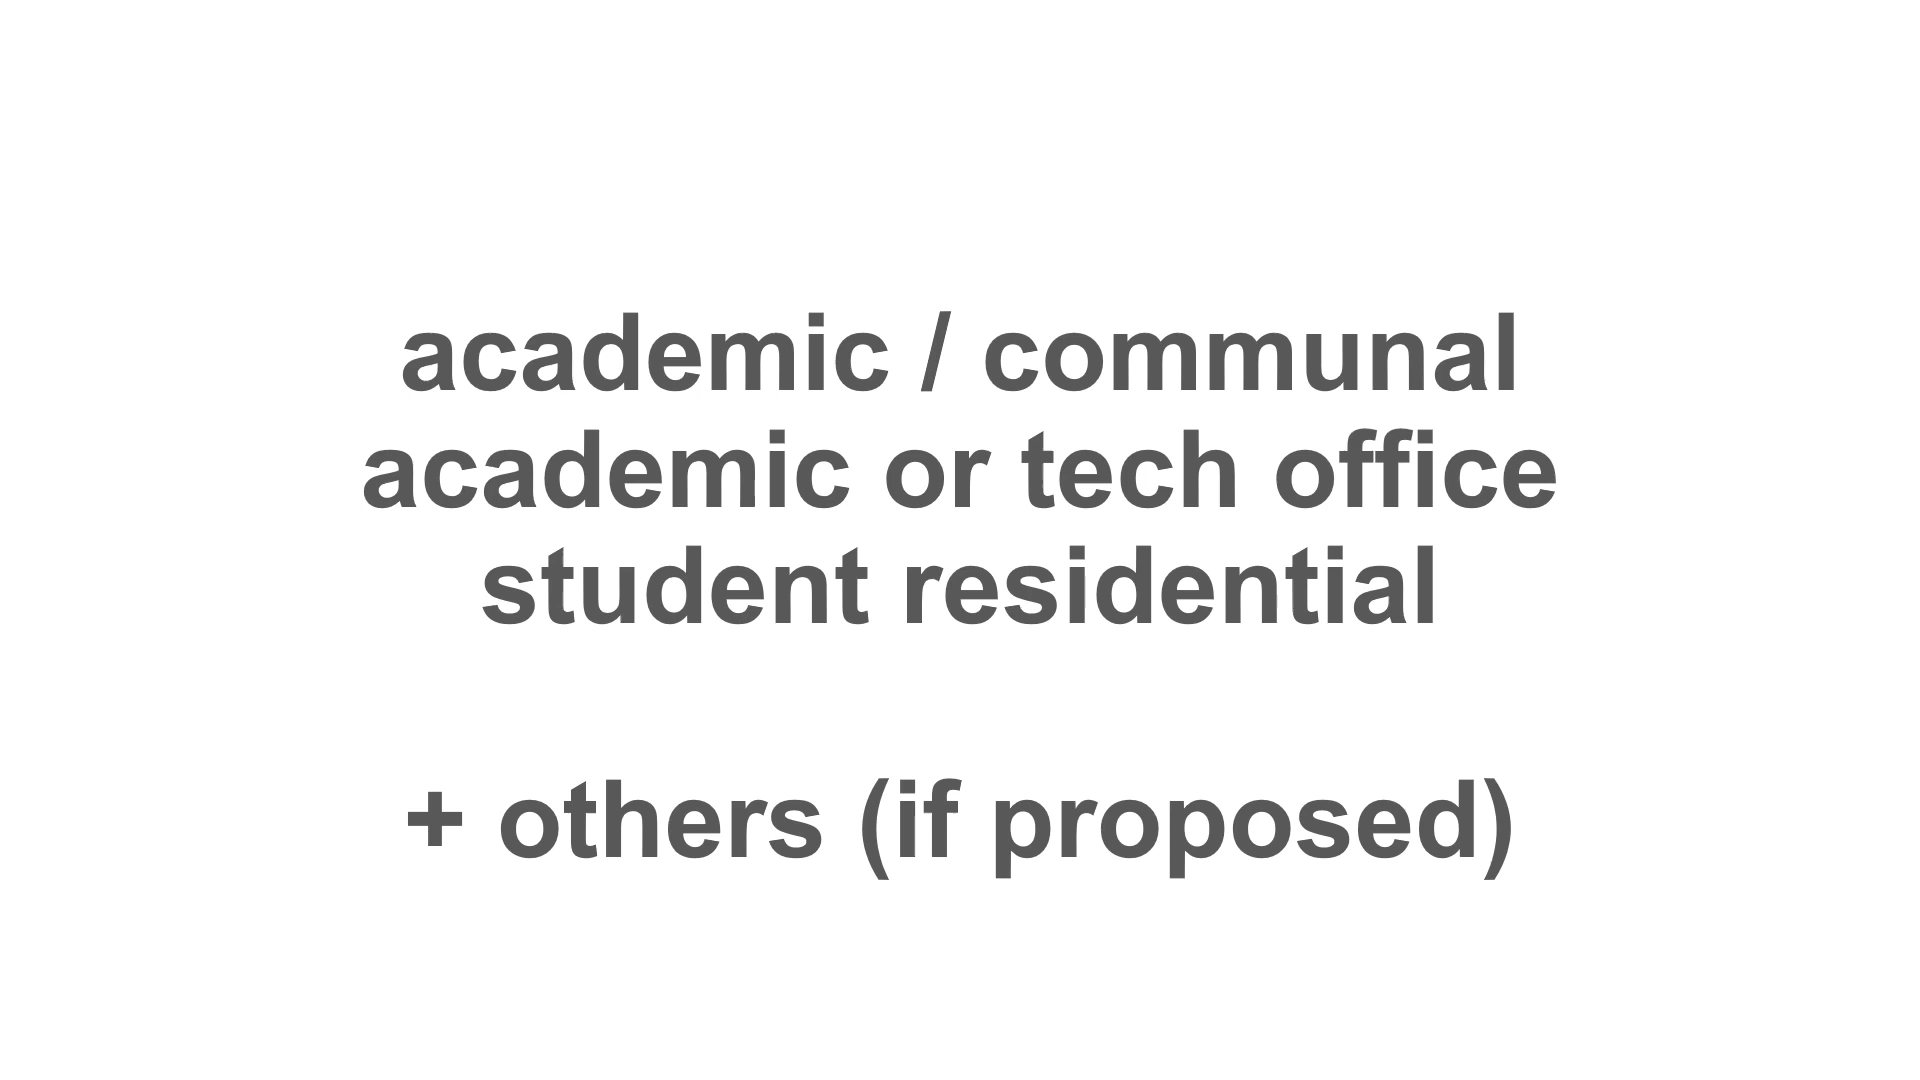 academic / communal
academic or tech office
student residential
+ others (if proposed)